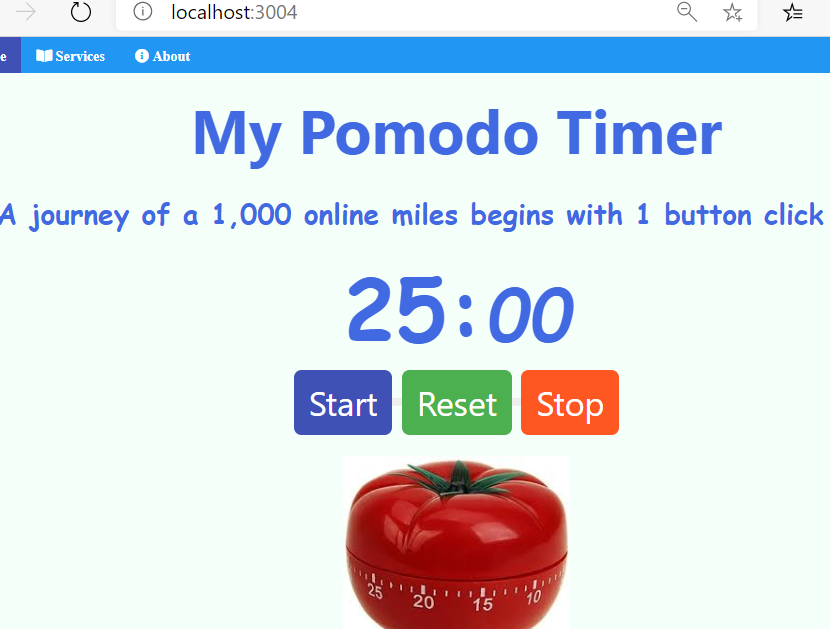 localhost:3004
e Services About
My Pomodo Timer
A journey of a 1,000 online miles begins with 1 button click
25:00
Start Reset Stop
25 20 15 10